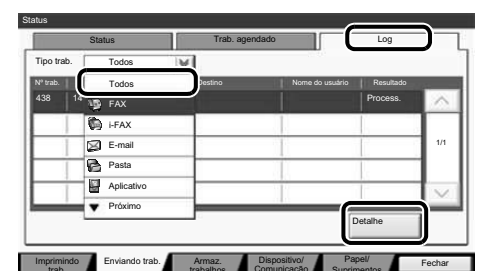 Status
Status Trab. agendado Log
Tipo trab. Todos
Nº trab. Destino Nome do usuário Resultado
Todos
438 14 Process.
FAX
i-FAX
E-mail 1/1
Pasta
Aplicativo
Próximo
Detalhe
Imprimindo trab. Enviando trab. Armaz. trabalhos Dispositivo/ Comunicação Papel/ Suprimentos Fechar